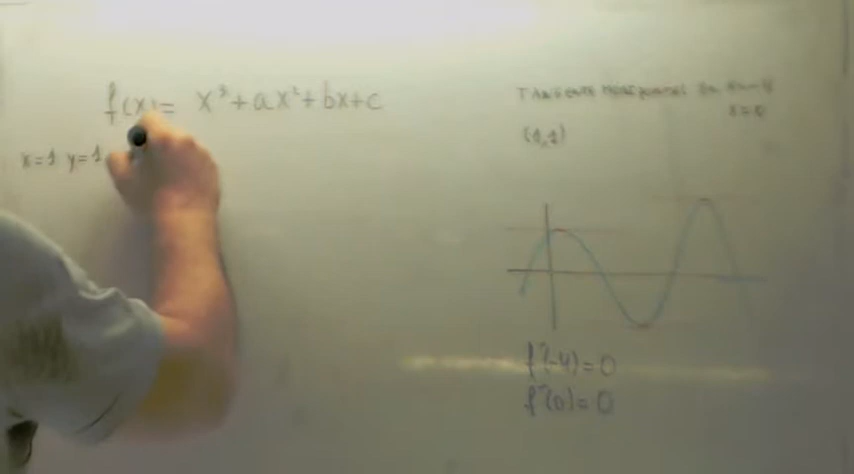 f(x)= x³+ax²+bx+c
x=1 y=1
TANGENTE HORIZONTAL En x=-4
x=0
(1,1)
f'(-4)=0
f'(0)=0